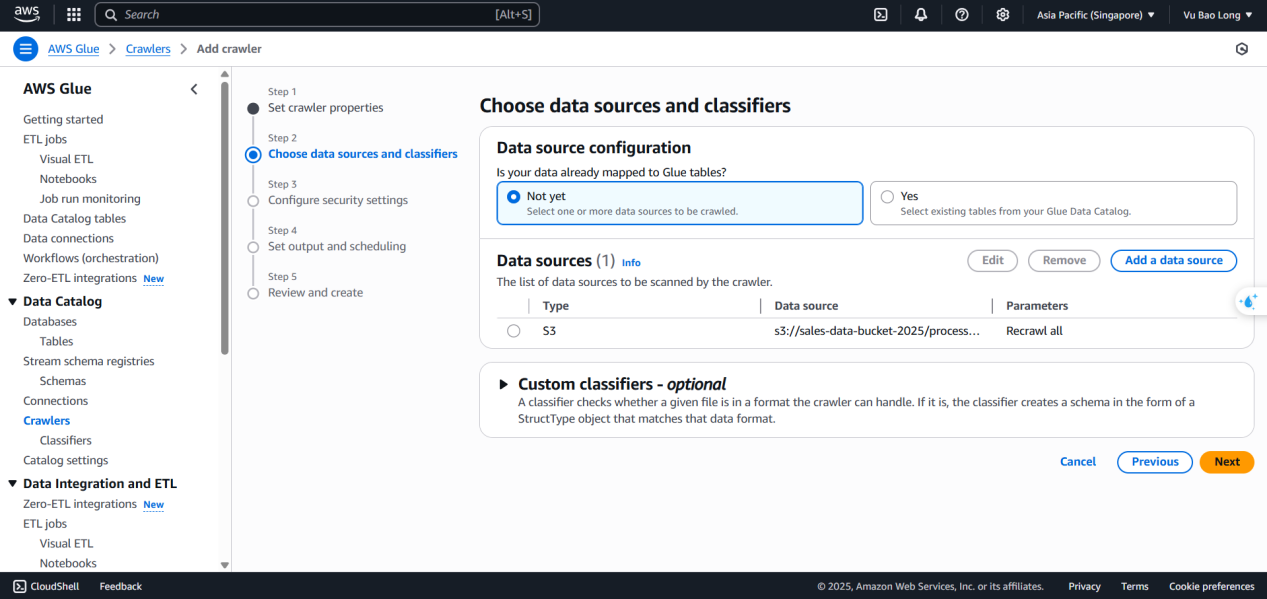 aws
Search [Alt+S]
Asia Pacific (Singapore)
Vu Bao Long
AWS Glue
Crawlers
Add crawler
AWS Glue
Getting started
ETL jobs
Visual ETL
Notebooks
Job run monitoring
Data Catalog tables
Data connections
Workflows (orchestration)
Zero-ETL integrations New
Data Catalog
Databases
Tables
Stream schema registries
Schemas
Connections
Crawlers
Classifiers
Catalog settings
Data Integration and ETL
Zero-ETL integrations New
ETL jobs
Visual ETL
Notebooks
Step 1
Set crawler properties
Step 2
Choose data sources and classifiers
Step 3
Configure security settings
Step 4
Set output and scheduling
Step 5
Review and create
Choose data sources and classifiers
Data source configuration
Is your data already mapped to Glue tables?
Not yet
Select one or more data sources to be crawled.
Yes
Select existing tables from your Glue Data Catalog.
Data sources (1) Info
Edit
Remove
Add a data source
The list of data sources to be scanned by the crawler.
Type Data source Parameters
S3 s3://sales-data-bucket-2025/process... Recrawl all
Custom classifiers - optional
A classifier checks whether a given file is in a format the crawler can handle. If it is, the classifier creates a schema in the form of a
StructType object that matches that data format.
Cancel
Previous
Next
CloudShell
Feedback
© 2025, Amazon Web Services, Inc. or its affiliates.
Privacy
Terms
Cookie preferences